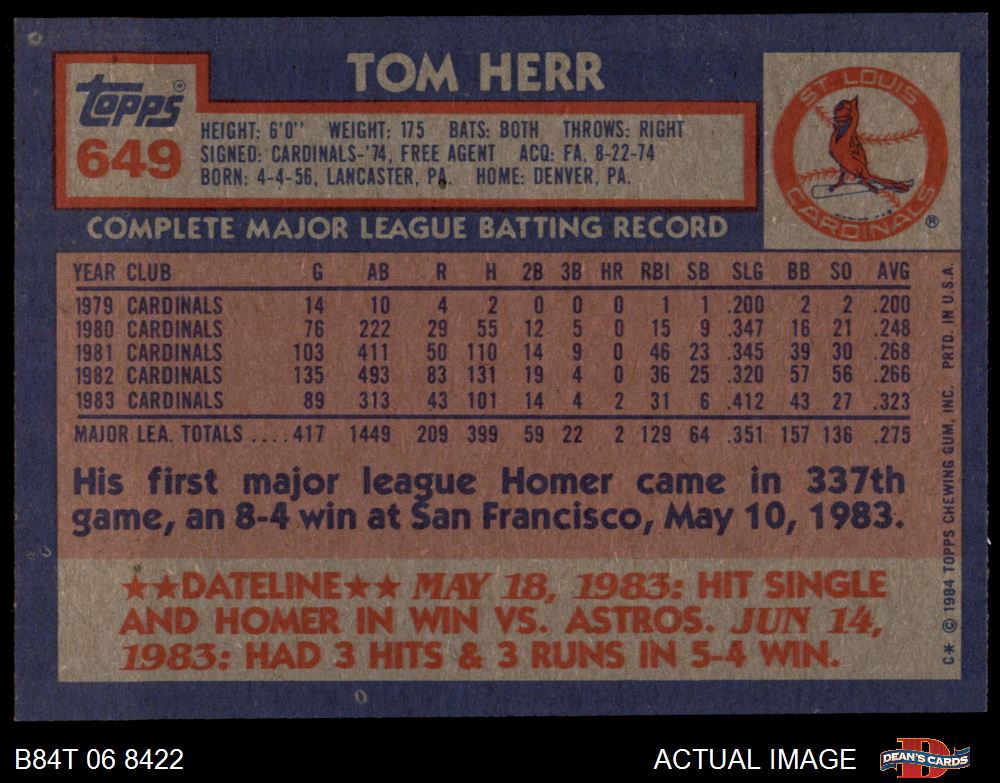 TOM HERR
Topps®
649
HEIGHT: 6'0" WEIGHT: 175 BATS: BOTH THROWS: RIGHT
SIGNED: CARDINALS-'74, FREE AGENT ACQ: FA, 8-22-74
BORN: 4-4-56, LANCASTER, PA. HOME: DENVER, PA.
ST. LOUIS
CARDINALS
®
COMPLETE MAJOR LEAGUE BATTING RECORD
YEAR CLUB G AB R H 2B 3B HR RBI SB SLG BB SO AVG
1979 CARDINALS 14 10 4 2 0 0 0 1 1 .200 2 2 .200
1980 CARDINALS 76 222 29 55 12 5 0 15 9 .347 16 21 .248
1981 CARDINALS 103 411 50 110 14 9 0 46 23 .345 39 30 .268
1982 CARDINALS 135 493 83 131 19 4 0 36 25 .320 57 56 .266
1983 CARDINALS 89 313 43 101 14 4 2 31 6 .412 43 27 .323
MAJOR LEA. TOTALS ....417 1449 209 399 59 22 2 129 64 .351 157 136 .275
His first major league Homer came in 337th
game, an 8-4 win at San Francisco, May 10, 1983.
★★DATELINE★★ MAY 18, 1983: HIT SINGLE
AND HOMER IN WIN VS. ASTROS. JUN 14,
1983: HAD 3 HITS & 3 RUNS IN 5-4 WIN.
C* © 1984 TOPPS CHEWING GUM, INC. PRTD. IN U.S.A.
B84T 06 8422
ACTUAL IMAGE
DEAN'S CARDS